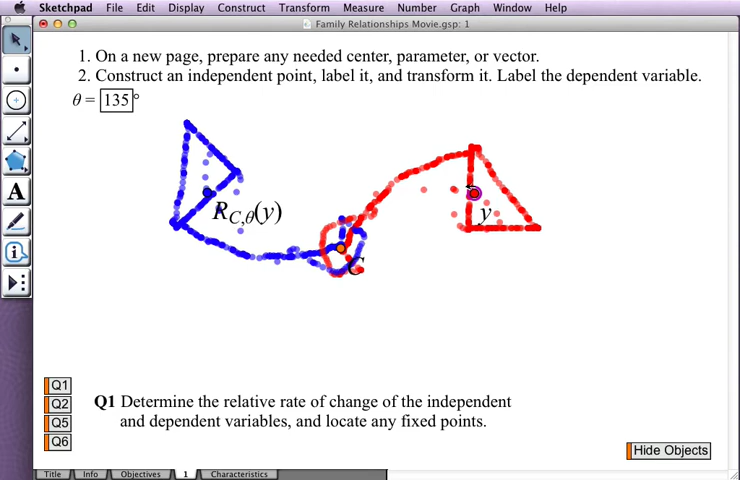 Sketchpad File Edit Display Construct Transform Measure Number Graph Window Help
Family Relationships Movie.gsp: 1
1. On a new page, prepare any needed center, parameter, or vector.
2. Construct an independent point, label it, and transform it. Label the dependent variable.
θ = 135°
R_C,θ(y)
y
C
A
i
Q1
Q2
Q5
Q6
Q1 Determine the relative rate of change of the independent
and dependent variables, and locate any fixed points.
Hide Objects
Title Info Objectives 1 Characteristics